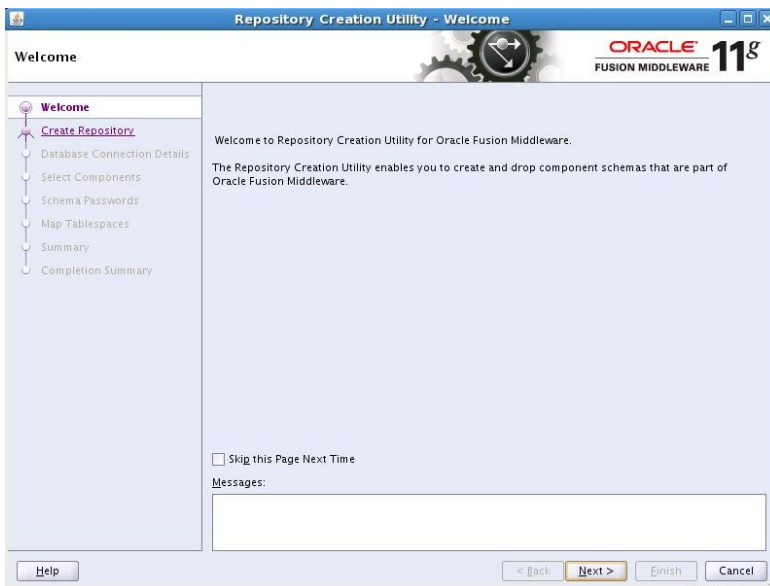 Repository Creation Utility - Welcome
Welcome
ORACLE
FUSION MIDDLEWARE
11g
Welcome
Create Repository
Database Connection Details
Select Components
Schema Passwords
Map Tablespaces
Summary
Completion Summary
Welcome to Repository Creation Utility for Oracle Fusion Middleware.
The Repository Creation Utility enables you to create and drop component schemas that are part of
Oracle Fusion Middleware.
Skip this Page Next Time
Messages:
Help
< Back
Next >
Finish
Cancel